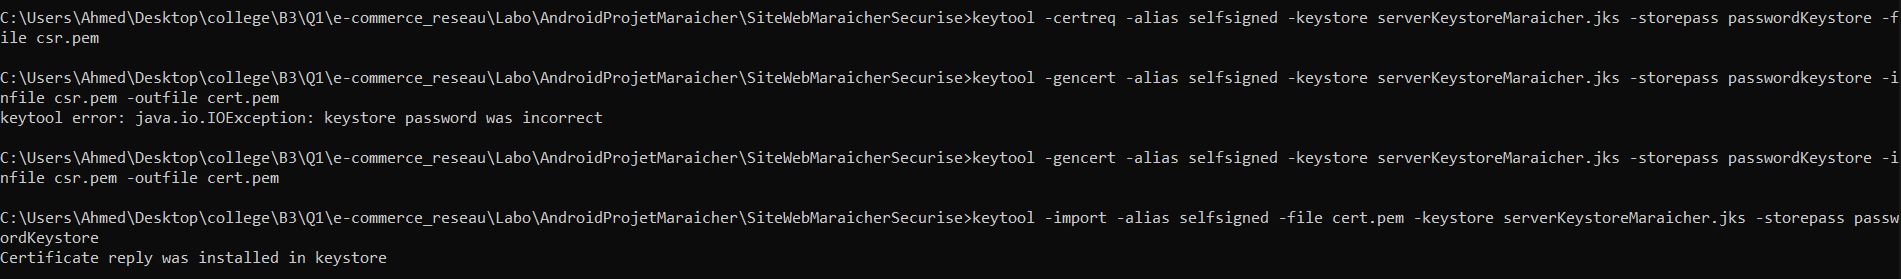 C:\Users\Ahmed\Desktop\college\B3\Q1\e-commerce_reseau\Labo\AndroidProjetMaraicher\SiteWebMaraicherSecurise>keytool -certreq -alias selfsigned -keystore serverKeystoreMaraicher.jks -storepass passwordKeystore -f
ile csr.pem
C:\Users\Ahmed\Desktop\college\B3\Q1\e-commerce_reseau\Labo\AndroidProjetMaraicher\SiteWebMaraicherSecurise>keytool -gencert -alias selfsigned -keystore serverKeystoreMaraicher.jks -storepass passwordkeystore -i
nfile csr.pem -outfile cert.pem
keytool error: java.io.IOException: keystore password was incorrect
C:\Users\Ahmed\Desktop\college\B3\Q1\e-commerce_reseau\Labo\AndroidProjetMaraicher\SiteWebMaraicherSecurise>keytool -gencert -alias selfsigned -keystore serverKeystoreMaraicher.jks -storepass passwordKeystore -i
nfile csr.pem -outfile cert.pem
C:\Users\Ahmed\Desktop\college\B3\Q1\e-commerce_reseau\Labo\AndroidProjetMaraicher\SiteWebMaraicherSecurise>keytool -import -alias selfsigned -file cert.pem -keystore serverKeystoreMaraicher.jks -storepass passw
ordKeystore
Certificate reply was installed in keystore